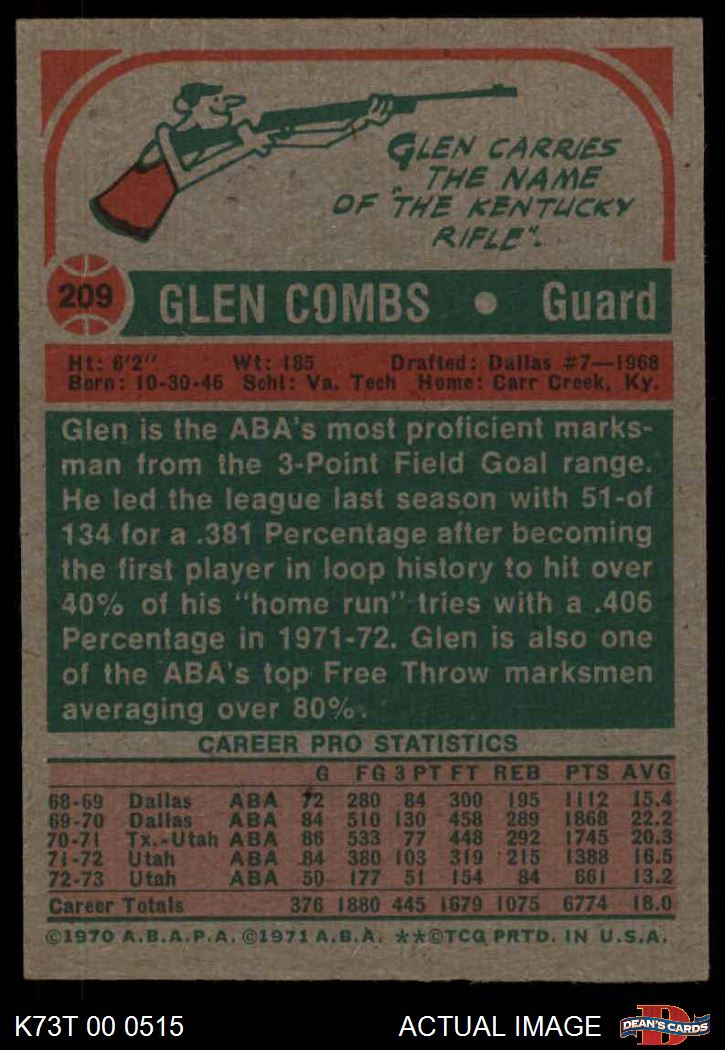 GLEN CARRIES
THE NAME
OF "THE KENTUCKY
RIFLE".
209 GLEN COMBS • Guard
Ht: 6'2" Wt: 185 Drafted: Dallas #7—1968
Born: 10-30-46 Schl: Va. Tech Home: Carr Creek, Ky.
Glen is the ABA's most proficient marks-
man from the 3-Point Field Goal range.
He led the league last season with 51-of
134 for a .381 Percentage after becoming
the first player in loop history to hit over
40% of his "home run" tries with a .406
Percentage in 1971-72. Glen is also one
of the ABA's top Free Throw marksmen
averaging over 80%.
CAREER PRO STATISTICS
G FG 3 PT FT REB PTS AVG
68-69 Dallas ABA 72 280 84 300 195 1112 15.4
69-70 Dallas ABA 84 510 130 458 289 1868 22.2
70-71 Tx.-Utah ABA 86 533 77 448 292 1745 20.3
71-72 Utah ABA 84 380 103 319 215 1388 16.5
72-73 Utah ABA 50 177 51 154 84 661 13.2
Career Totals 376 1880 445 1679 1075 6774 18.0
©1970 A.B.A.P.A. ©1971 A.B.A. **©TCG PRTD. IN U.S.A.
K73T 00 0515 ACTUAL IMAGE DEAN'S CARDS